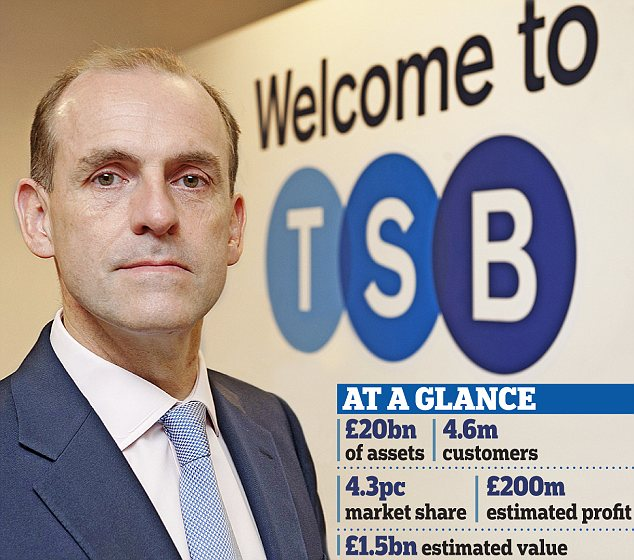 Welcome to
TSB
AT A GLANCE
£20bn 4.6m
of assets customers
4.3pc £200m
market share estimated profit
£1.5bn estimated value